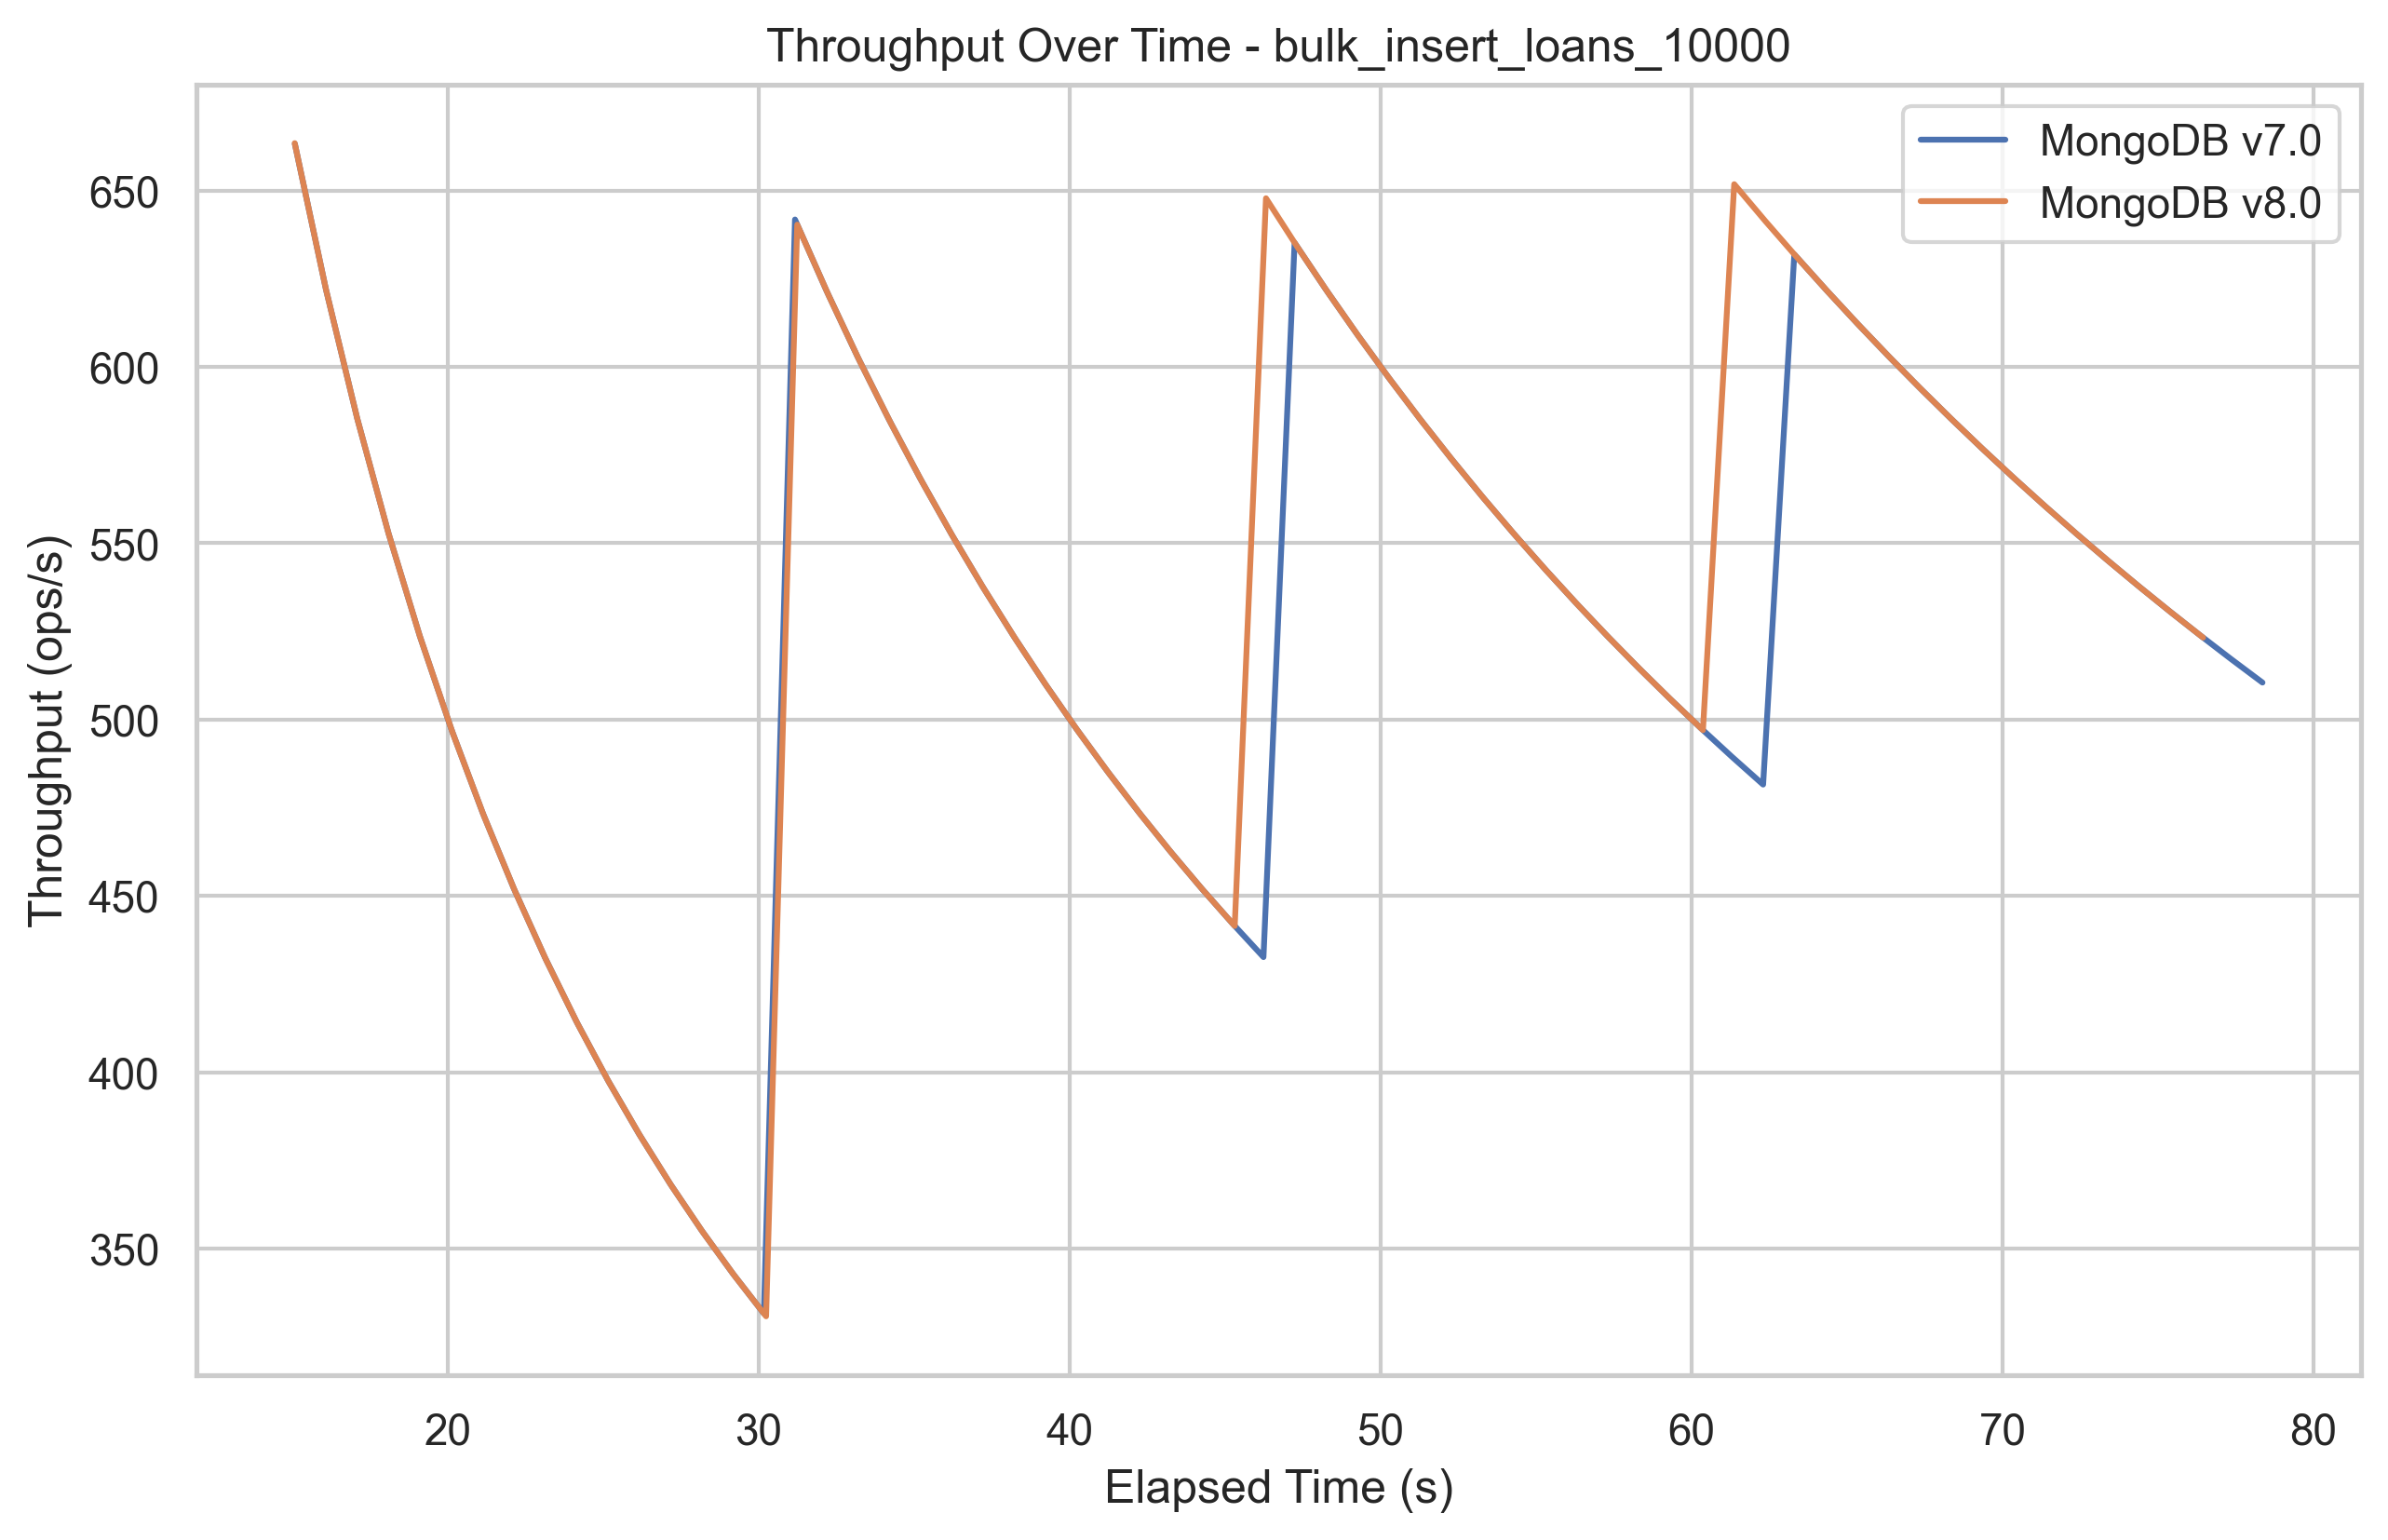 Throughput Over Time - bulk_insert_loans_10000
MongoDB v7.0
MongoDB v8.0
Throughput (ops/s)
650
600
550
500
450
400
350
20 30 40 50 60 70 80
Elapsed Time (s)